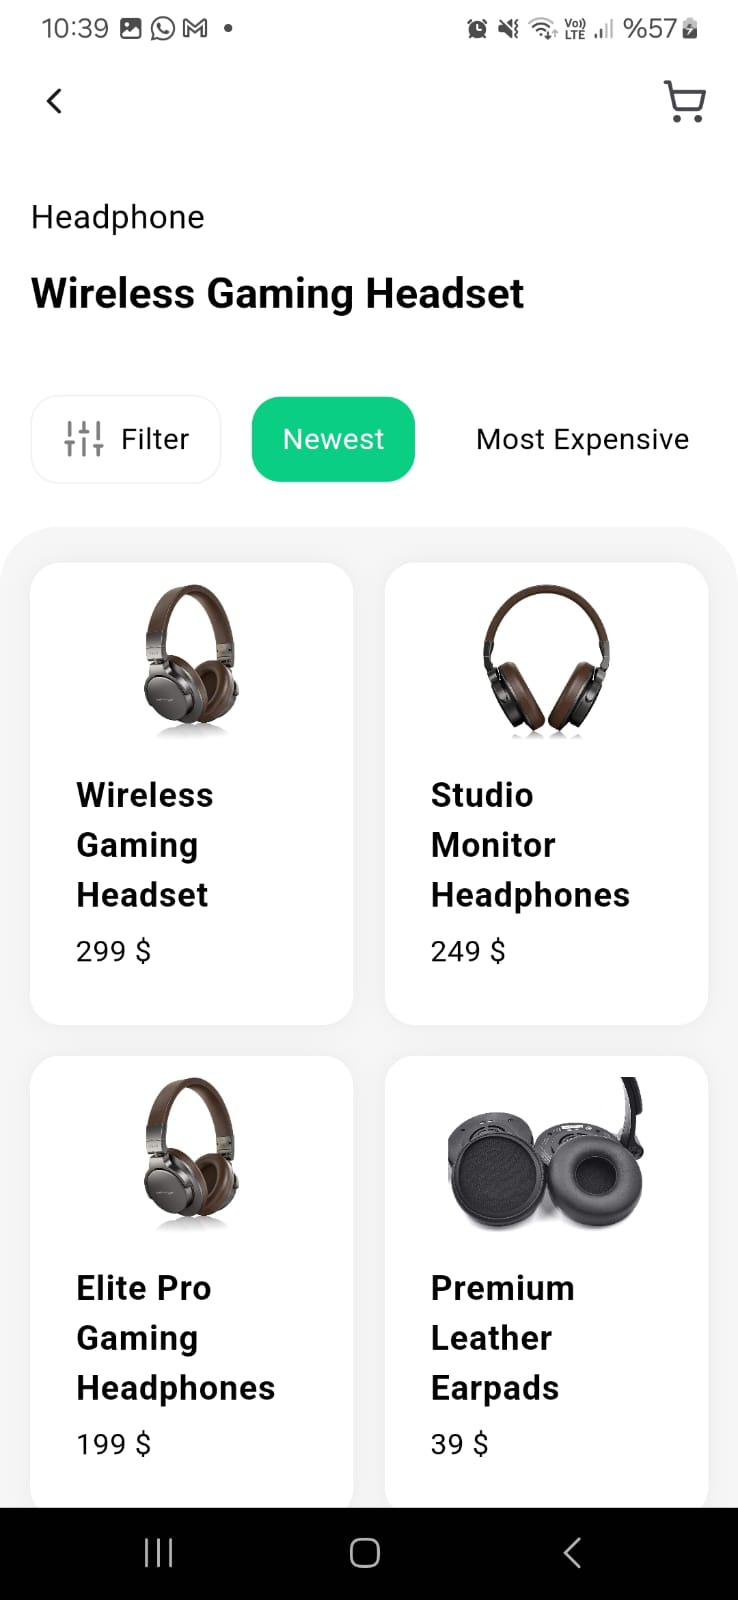 10:39
Vo))
LTE
%57
Headphone
Wireless Gaming Headset
Filter
Newest
Most Expensive
Wireless
Gaming
Headset
299 $
Studio
Monitor
Headphones
249 $
Elite Pro
Gaming
Headphones
199 $
Premium
Leather
Earpads
39 $